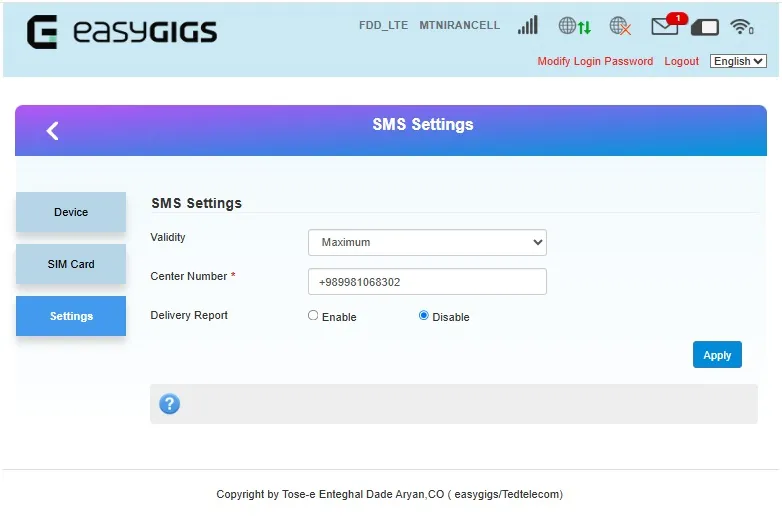 easyGIGS
FDD_LTE MTNIRANCELL 1 0
Modify Login Password Logout English
SMS Settings
Device
SIM Card
Settings
SMS Settings
Validity Maximum
Center Number * +989981068302
Delivery Report Enable Disable
Apply
?
Copyright by Tose-e Enteghal Dade Aryan,CO ( easygigs/Tedtelecom)